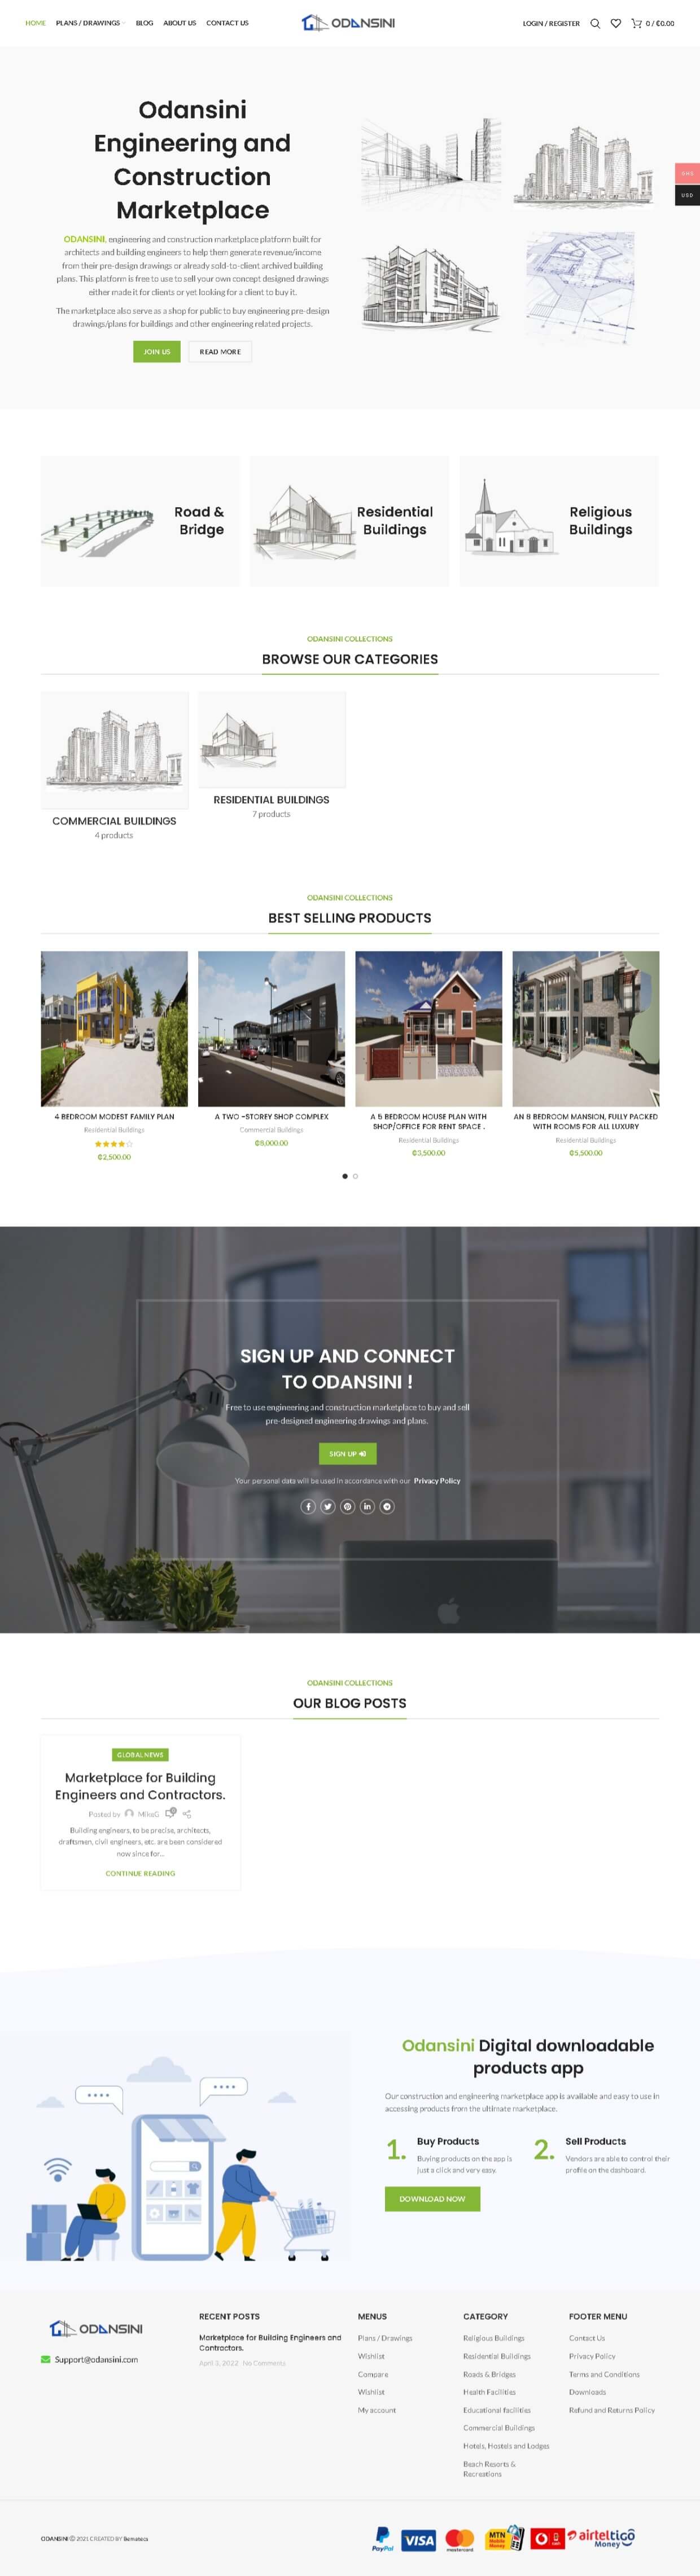 HOME
PLANS / DRAWINGS
BLOG
ABOUT US
CONTACT US
ODANSINI
LOGIN / REGISTER
0 / ₵0.00
Odansini
Engineering and
Construction
Marketplace
ODANSINI, engineering and construction marketplace platform built for
architects and building engineers to help them generate revenue/income
from their pre-design drawings or already sold-to-client archived building
plans. This platform is free to use to sell your own concept designed drawings
either made it for clients or yet looking for a client to buy it.
The marketplace also serve as a shop for public to buy engineering pre-design
drawings/plans for buildings and other engineering related projects.
JOIN US
READ MORE
GHS
USD
Road &
Bridge
Residential
Buildings
Religious
Buildings
ODANSINI COLLECTIONS
BROWSE OUR CATEGORIES
COMMERCIAL BUILDINGS
4 products
RESIDENTIAL BUILDINGS
7 products
ODANSINI COLLECTIONS
BEST SELLING PRODUCTS
4 BEDROOM MODEST FAMILY PLAN
Residential Buildings
₵2,500.00
A TWO -STOREY SHOP COMPLEX
Commercial Buildings
₵8,000.00
A 5 BEDROOM HOUSE PLAN WITH
SHOP/OFFICE FOR RENT SPACE .
Residential Buildings
₵3,500.00
AN 8 BEDROOM MANSION, FULLY PACKED
WITH ROOMS FOR ALL LUXURY
Residential Buildings
₵5,500.00
SIGN UP AND CONNECT
TO ODANSINI !
Free to use engineering and construction marketplace to buy and sell
pre-designed engineering drawings and plans.
SIGN UP
Your personal data will be used in accordance with our Privacy Policy
ODANSINI COLLECTIONS
OUR BLOG POSTS
GLOBAL NEWS
Marketplace for Building
Engineers and Contractors.
Posted by MikeG 0
Building engineers, to be precise, architects,
draftsmen, civil engineers, etc. are been considered
now since for...
CONTINUE READING
Odansini Digital downloadable
products app
Our construction and engineering marketplace app is available and easy to use in
accessing products from the ultimate marketplace.
1.
Buy Products
Buying products on the app is
just a click and very easy.
2.
Sell Products
Vendors are able to control their
profile on the dashboard.
DOWNLOAD NOW
ODANSINI
Support@odansini.com
RECENT POSTS
Marketplace for Building Engineers and
Contractors.
April 3, 2022 No Comments
MENUS
Plans / Drawings
Wishlist
Compare
Wishlist
My account
CATEGORY
Religious Buildings
Residential Buildings
Roads & Bridges
Health Facilities
Educational facilities
Commercial Buildings
Hotels, Hostels and Lodges
Beach Resorts &
Recreations
FOOTER MENU
Contact Us
Privacy Policy
Terms and Conditions
Downloads
Refund and Returns Policy
ODANSINI © 2021 CREATED BY Bemateca
PayPal
VISA
mastercard
MTN
Mobile
Money
airteltigo
Money